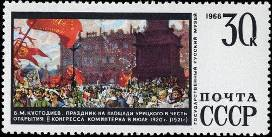 1968
30к
ПОЧТА
СССР
ГОСУДАРСТВЕННЫЙ РУССКИЙ МУЗЕЙ
Б. М. КУСТОДИЕВ. ПРАЗДНИК НА ПЛОЩАДИ УРИЦКОГО В ЧЕСТЬ
ОТКРЫТИЯ II КОНГРЕССА КОМИНТЕРНА В ИЮЛЕ 1920 г. (1921)